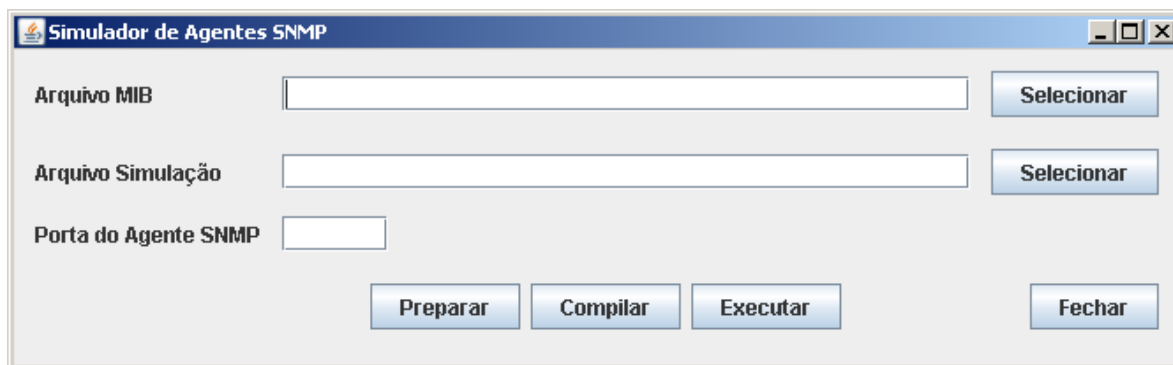 Simulador de Agentes SNMP
Arquivo MIB
Selecionar
Arquivo Simulação
Selecionar
Porta do Agente SNMP
Preparar Compilar Executar Fechar